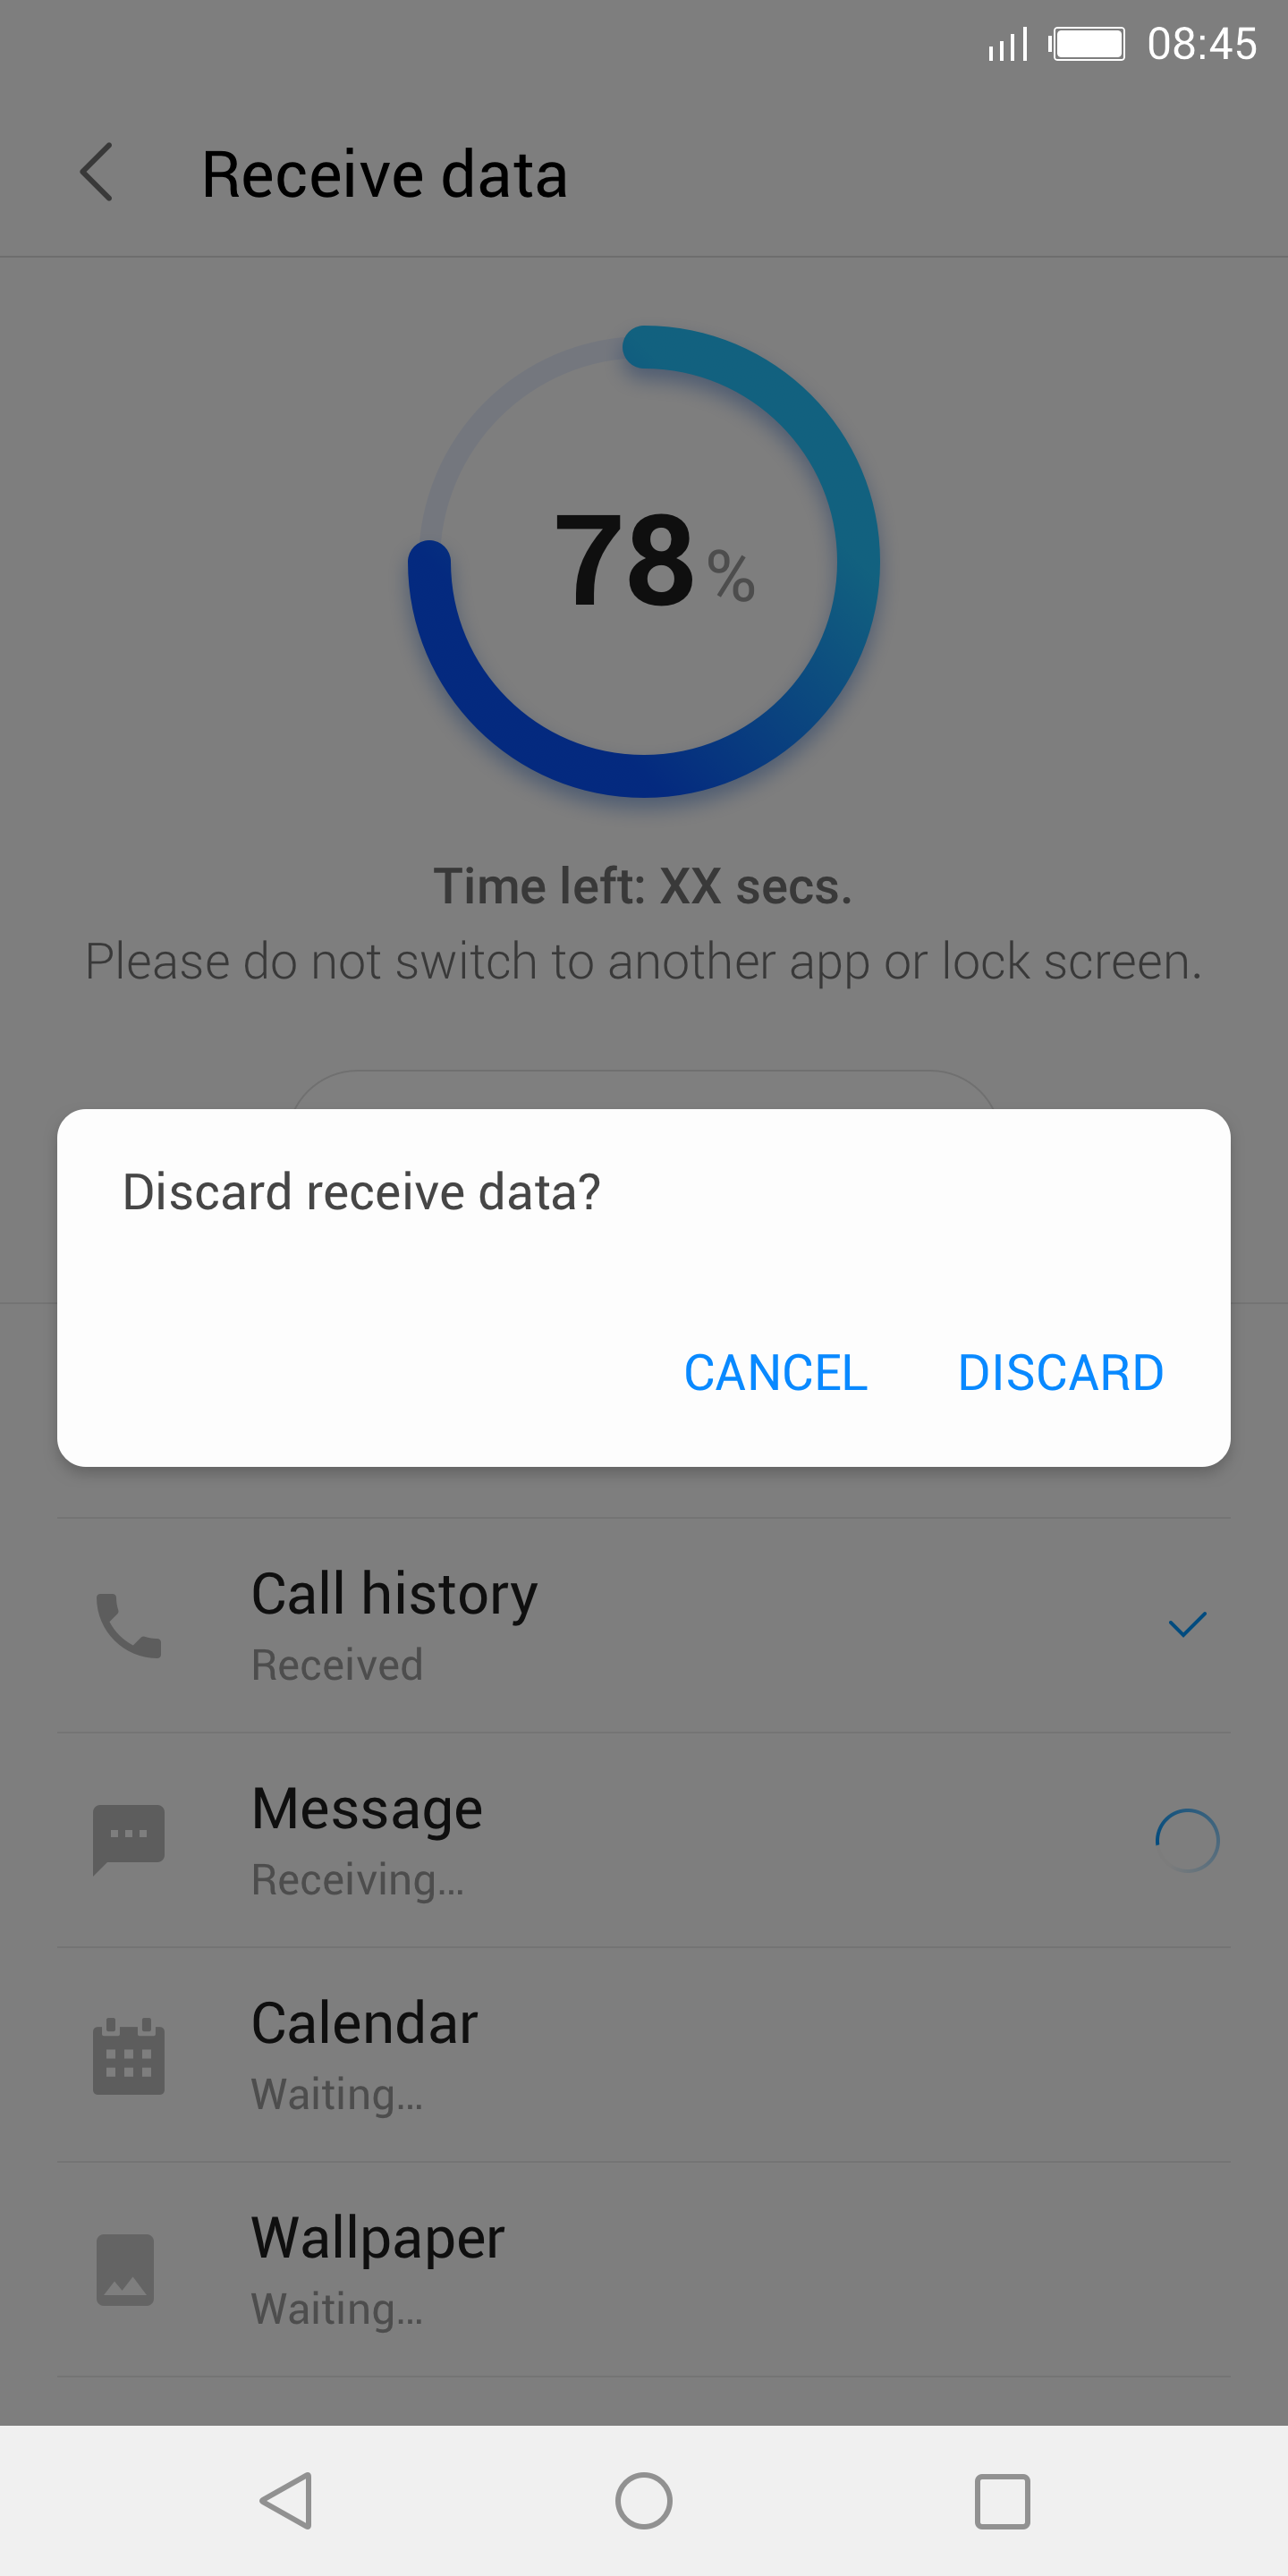 08:45
Receive data
78 %
Time left: XX secs.
Please do not switch to another app or lock screen.
Discard receive data?
CANCEL DISCARD
Call history
Received
Message
Receiving...
Calendar
Waiting...
Wallpaper
Waiting...